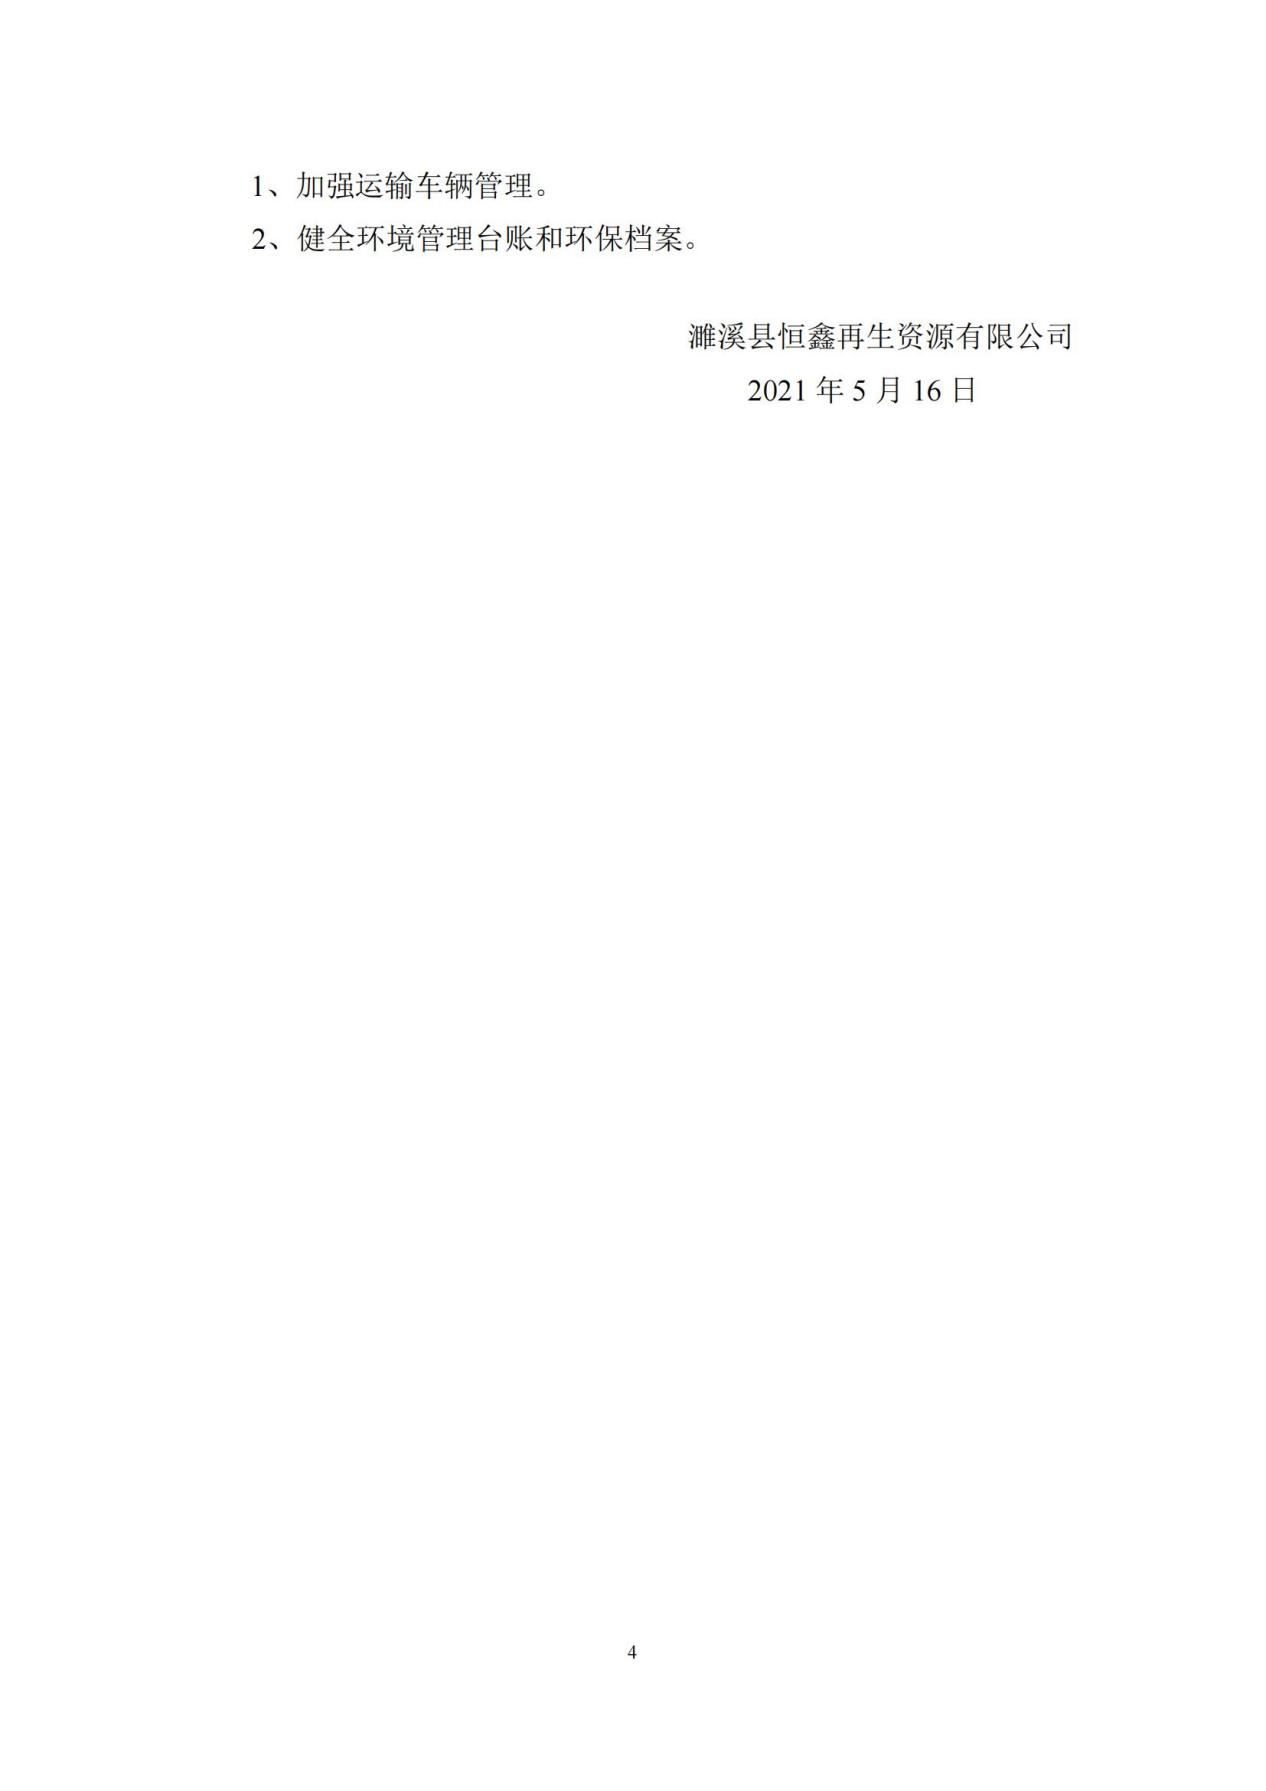 1、加强运输车辆管理。
2、健全环境管理台账和环保档案。
濉溪县恒鑫再生资源有限公司
2021 年 5 月 16 日
4